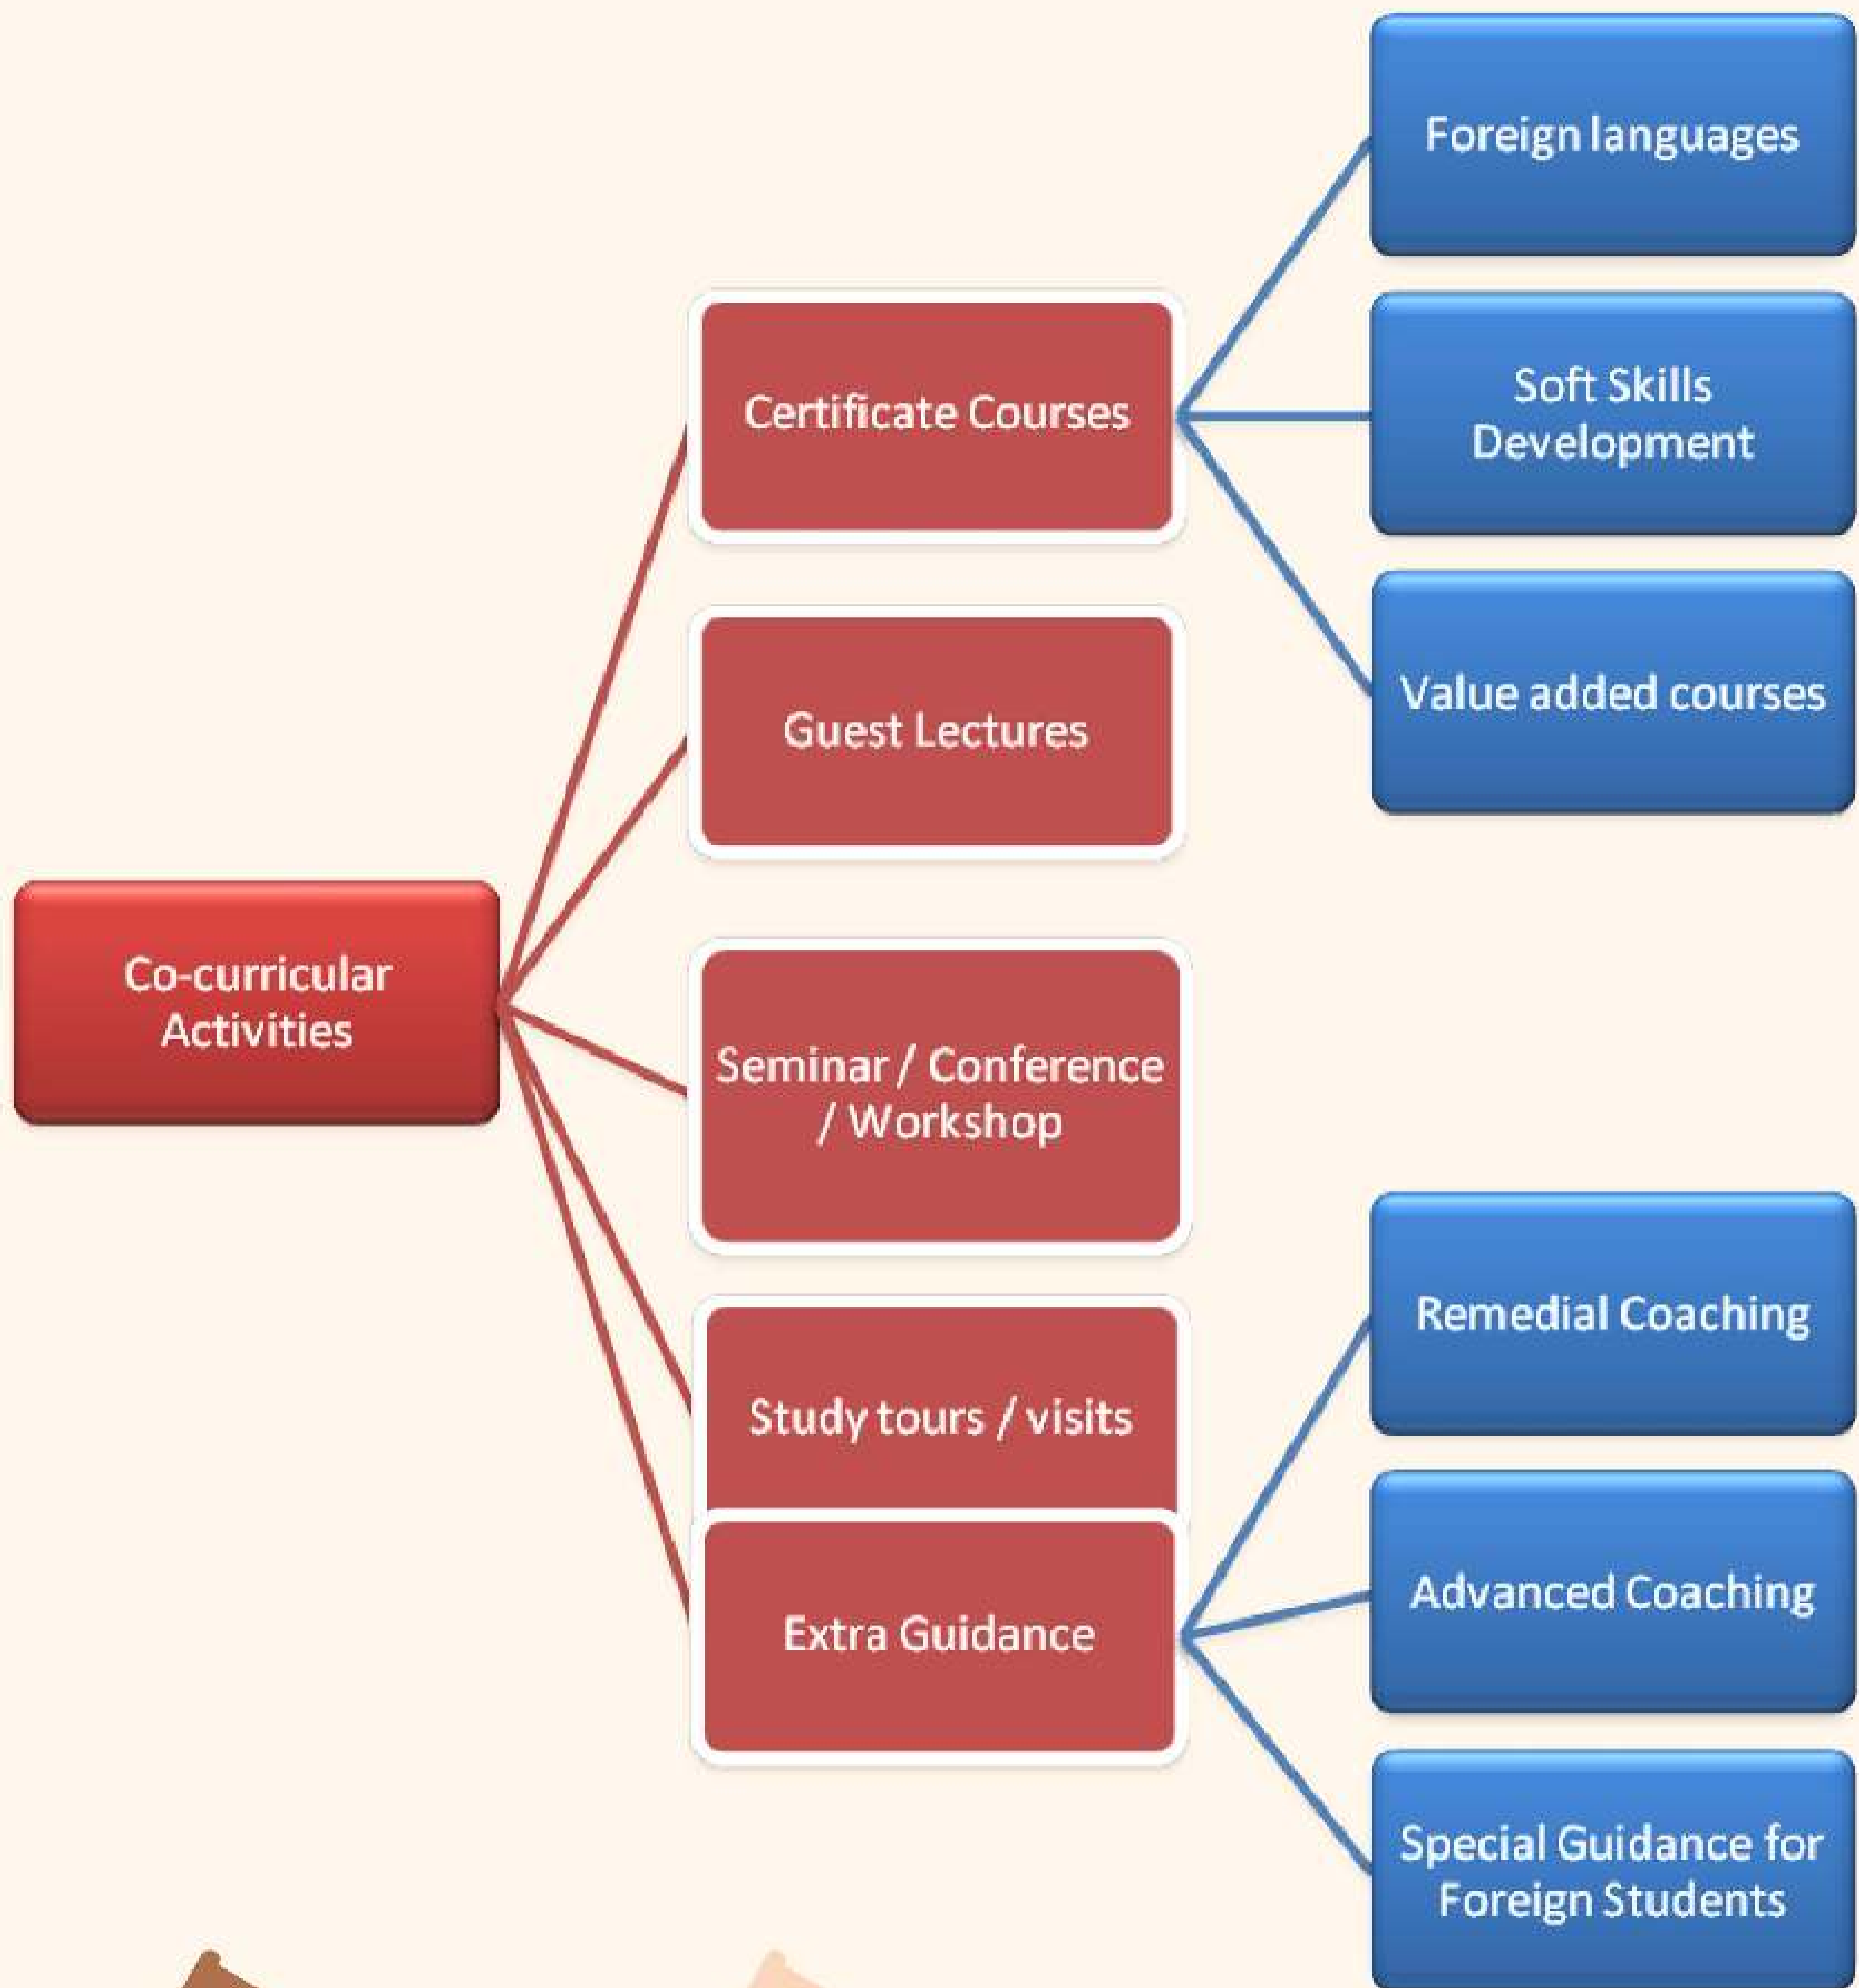 Co-curricular
Activities
Certificate Courses
Guest Lectures
Seminar / Conference
/ Workshop
Study tours / visits
Extra Guidance
Foreign languages
Soft Skills
Development
Value added courses
Remedial Coaching
Advanced Coaching
Special Guidance for
Foreign Students